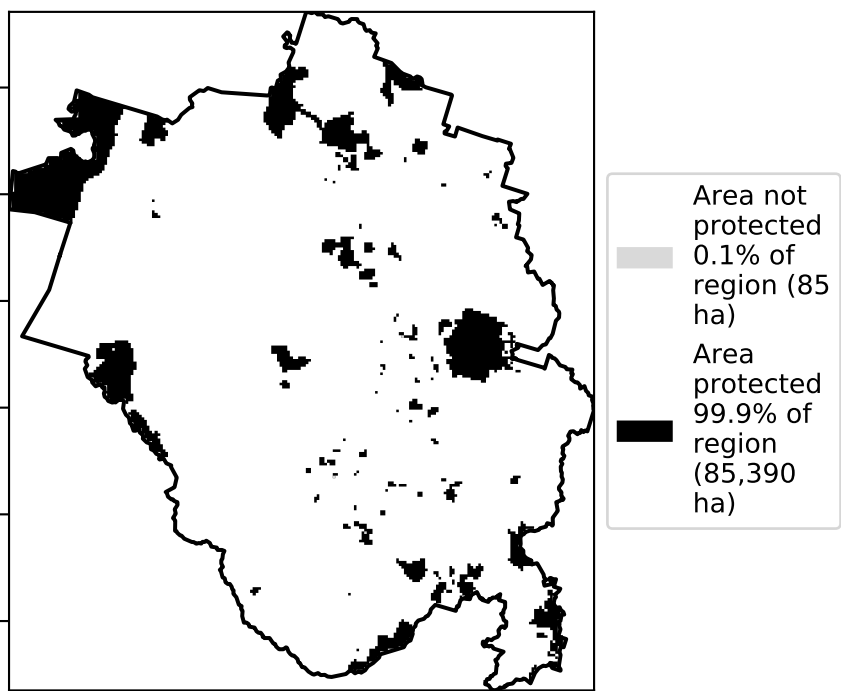 Area not
protected
0.1% of
region (85
ha)
Area
protected
99.9% of
region
(85,390
ha)